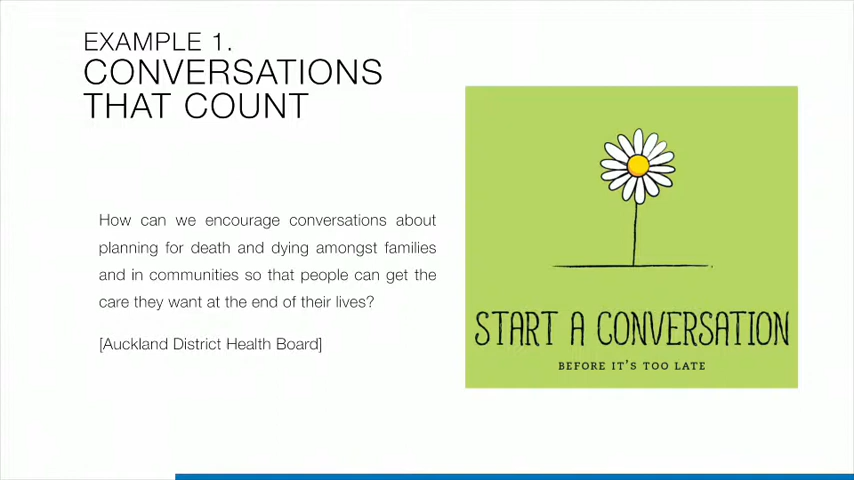 EXAMPLE 1.
CONVERSATIONS
THAT COUNT
How can we encourage conversations about
planning for death and dying amongst families
and in communities so that people can get the
care they want at the end of their lives?
[Auckland District Health Board]
START A CONVERSATION
BEFORE IT'S TOO LATE